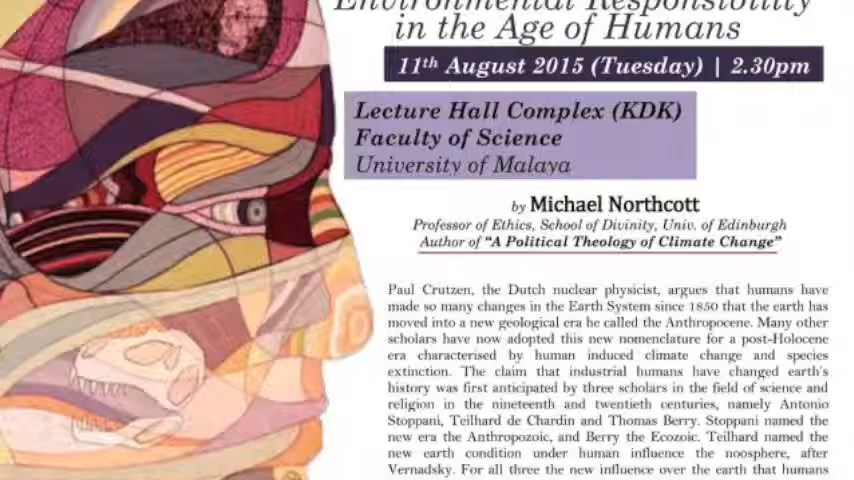 Environmental Responsibility
in the Age of Humans
11th August 2015 (Tuesday) | 2.30pm
Lecture Hall Complex (KDK)
Faculty of Science
University of Malaya
by Michael Northcott
Professor of Ethics, School of Divinity, Univ. of Edinburgh
Author of "A Political Theology of Climate Change"
Paul Crutzen, the Dutch nuclear physicist, argues that humans have
made so many changes in the Earth System since 1850 that the earth has
moved into a new geological era he called the Anthropocene. Many other
scholars have now adopted this new nomenclature for a post-Holocene
era characterised by human induced climate change and species
extinction. The claim that industrial humans have changed earth's
history was first anticipated by three scholars in the field of science and
religion in the nineteenth and twentieth centuries, namely Antonio
Stoppani, Teilhard de Chardin and Thomas Berry. Stoppani named the
new era the Anthropozoic, and Berry the Ecozoic. Teilhard named the
new earth condition under human influence the noosphere, after
Vernadsky. For all three the new influence over the earth that humans